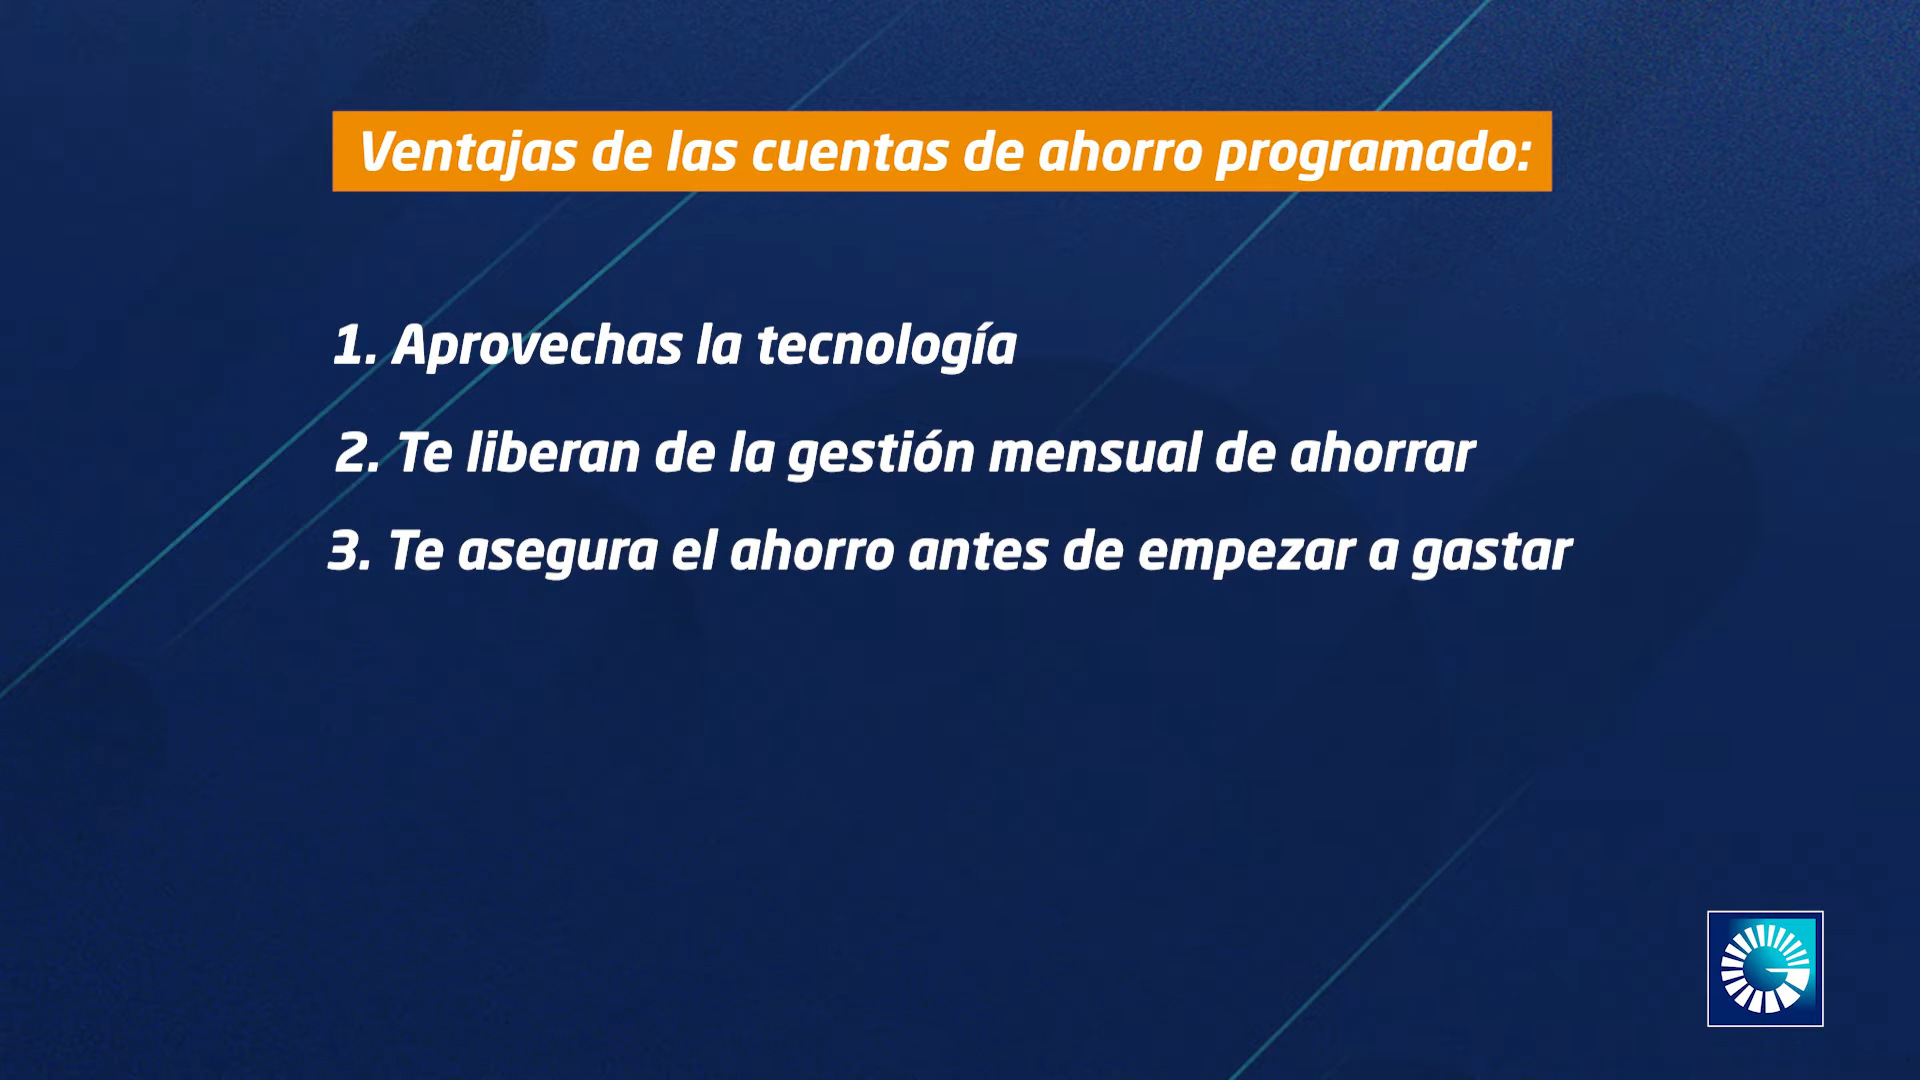 Ventajas de las cuentas de ahorro programado:
1. Aprovechas la tecnología
2. Te liberan de la gestión mensual de ahorrar
3. Te asegura el ahorro antes de empezar a gastar